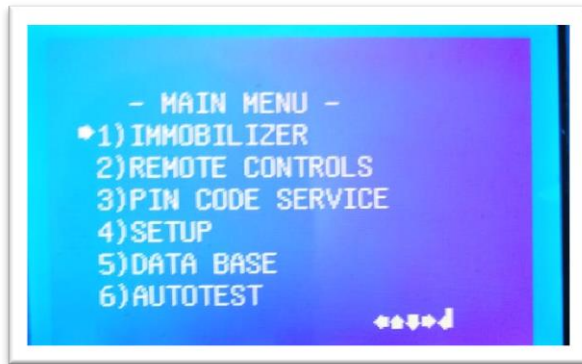 - MAIN MENU -
1)IMMOBILIZER
2)REMOTE CONTROLS
3)PIN CODE SERVICE
4)SETUP
5)DATA BASE
6)AUTOTEST